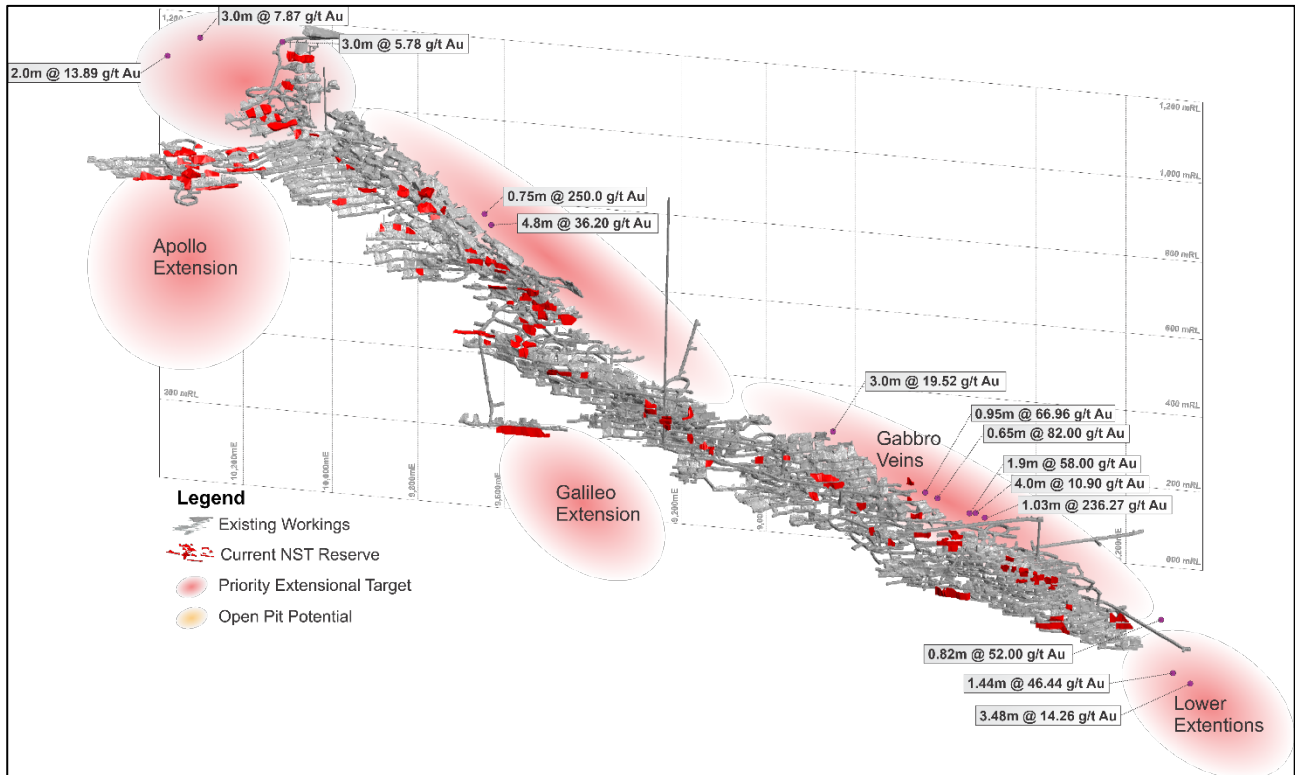 1,200
3.0m @ 7.87 g/t Au
3.0m @ 5.78 g/t Au
2.0m @ 13.89 g/t Au
1,200 mRL
1,000 mRL
0.75m @ 250.0 g/t Au
4.8m @ 36.20 g/t Au
Apollo
Extension
800 mRL
600 mRL
3.0m @ 19.52 g/t Au
400 mRL
200 mRL
0.95m @ 66.96 g/t Au
0.65m @ 82.00 g/t Au
Gabbro
Veins
1.9m @ 58.00 g/t Au
4.0m @ 10.90 g/t Au
1.03m @ 236.27 g/t Au
200 mRL
Galileo
Extension
Legend
Existing Workings
Current NST Reserve
Priority Extensional Target
Open Pit Potential
000 mRL
0.82m @ 52.00 g/t Au
1.44m @ 46.44 g/t Au
3.48m @ 14.26 g/t Au
Lower
Extentions